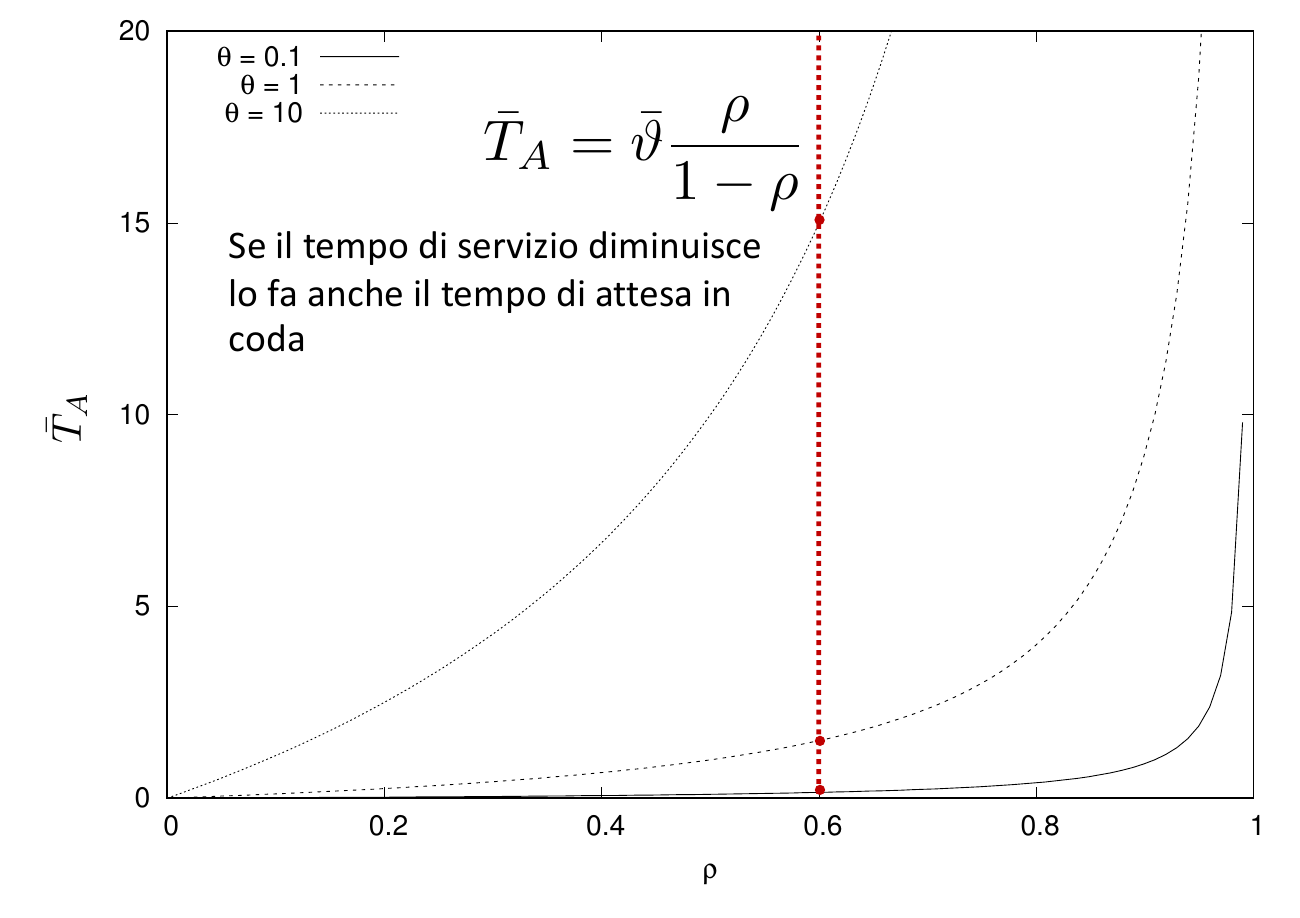 20
θ = 0.1
θ = 1
θ = 10
T̄_A = ϑ̄ ρ / (1 − ρ)
15
Se il tempo di servizio diminuisce
lo fa anche il tempo di attesa in
coda
T̄_A
10
5
0
0 0.2 0.4 0.6 0.8 1
ρ